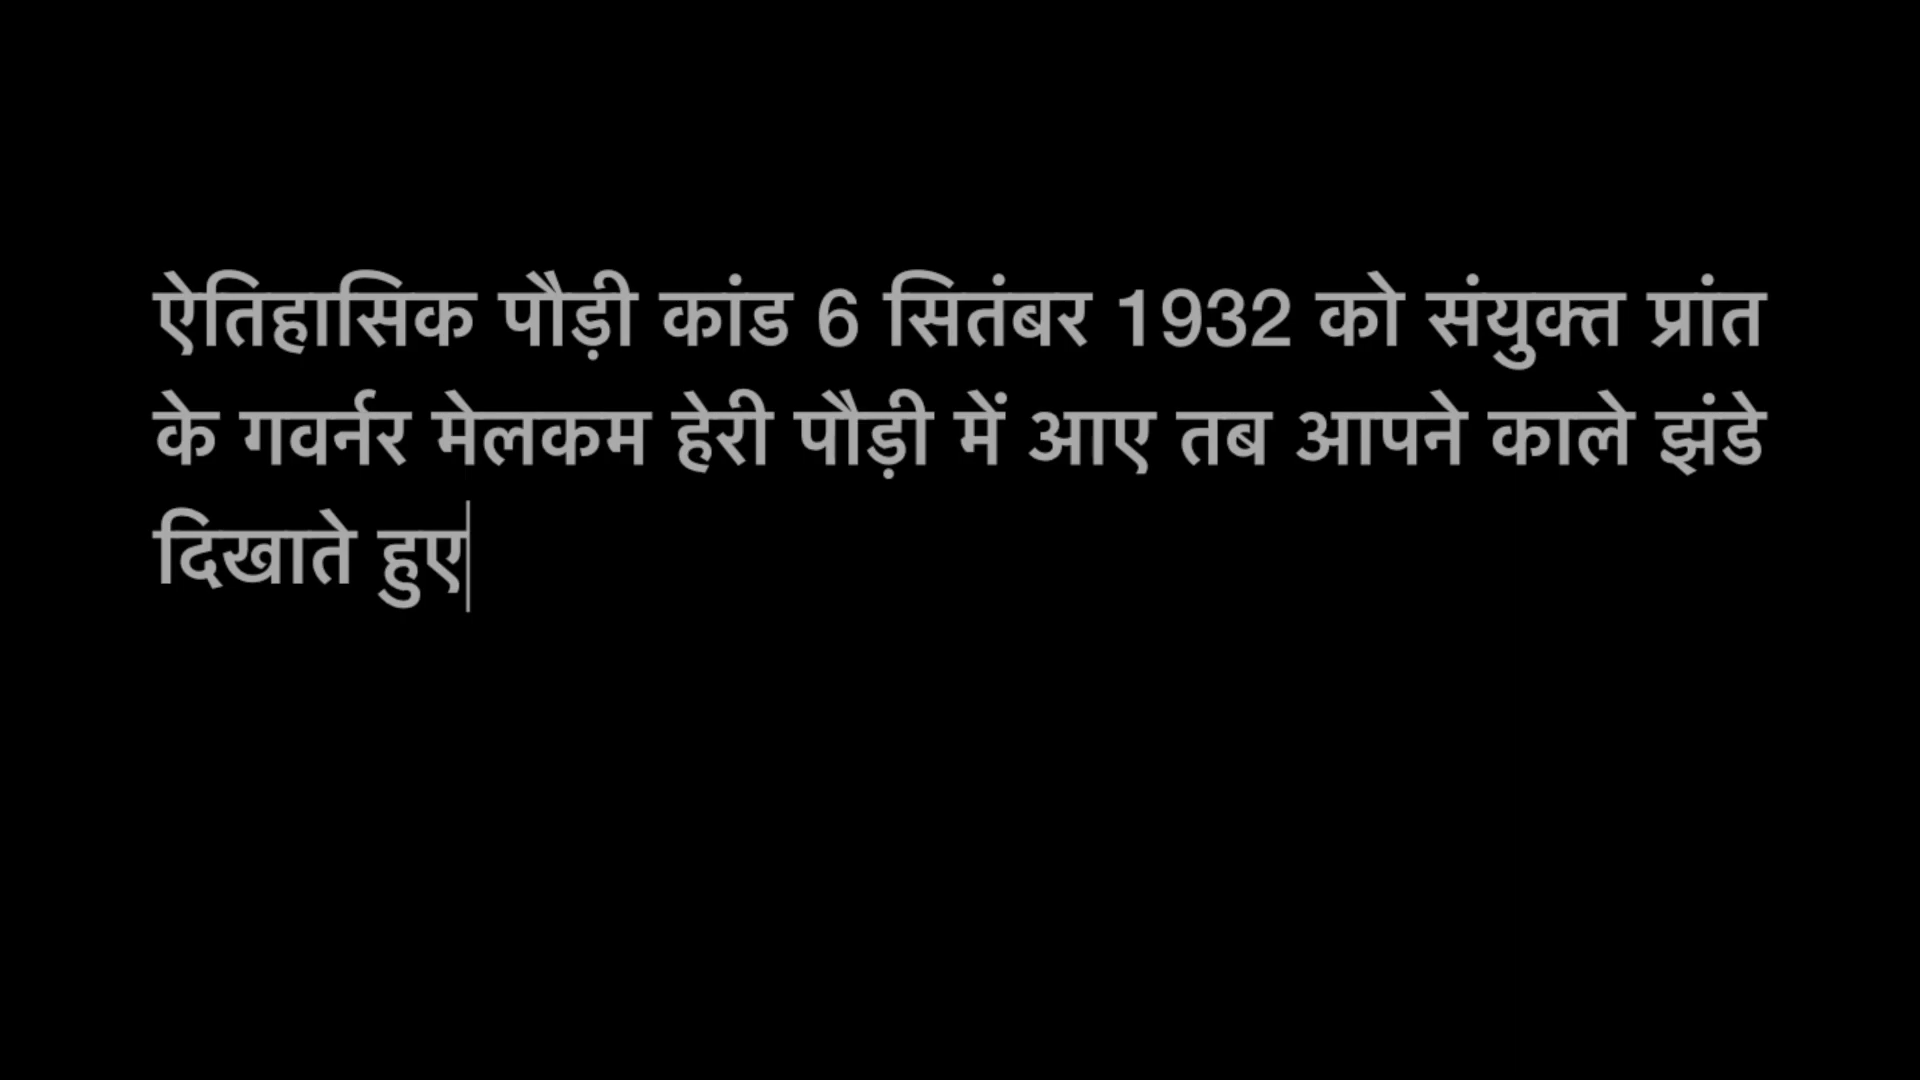 ऐतिहासिक पौड़ी कांड 6 सितंबर 1932 को संयुक्त प्रांत
के गवर्नर मेलकम हेरी पौड़ी में आए तब आपने काले झंडे
दिखाते हुए